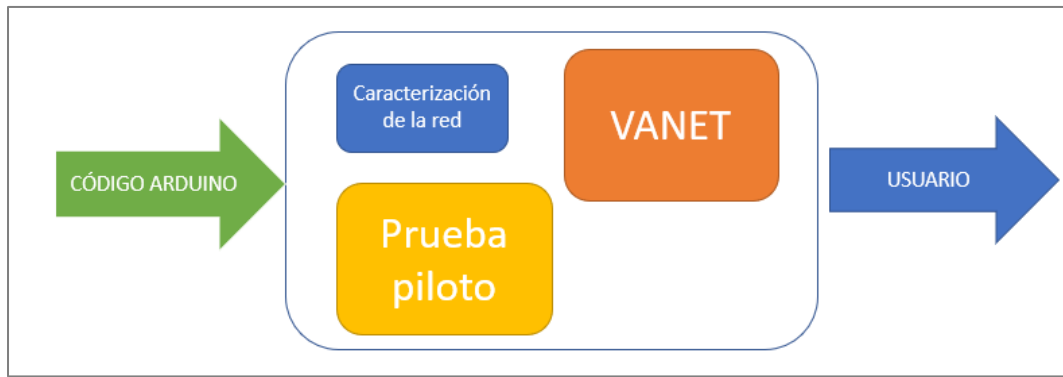 CÓDIGO ARDUINO
Caracterización
de la red
VANET
Prueba
piloto
USUARIO